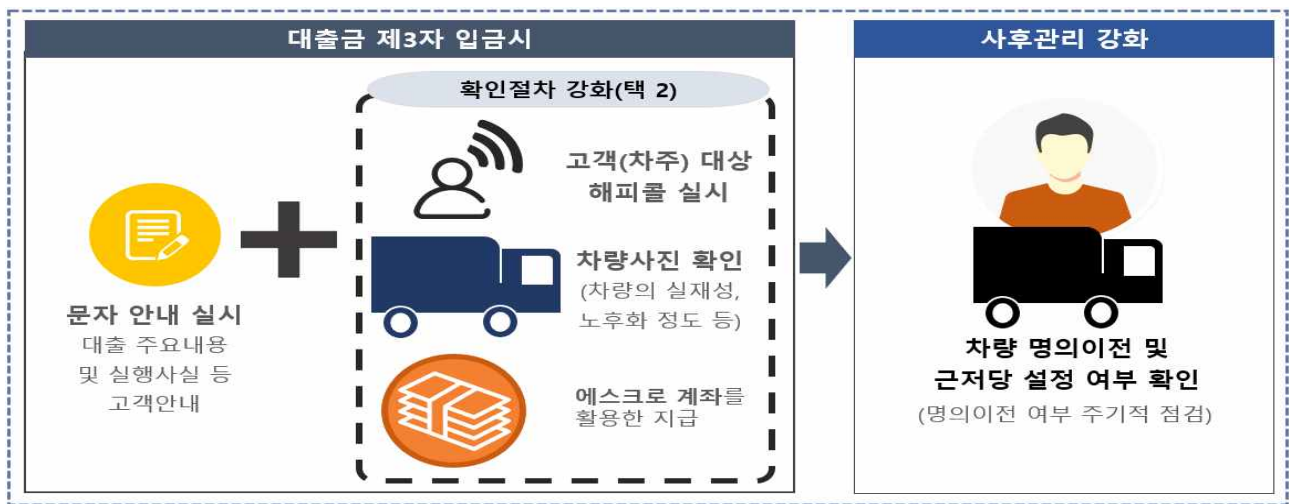 대출금 제3자 입금시
문자 안내 실시
대출 주요내용
및 실행사실 등
고객안내
확인절차 강화(택 2)
고객(차주) 대상
해피콜 실시
차량사진 확인
(차량의 실재성,
노후화 정도 등)
에스크로 계좌를
활용한 지급
사후관리 강화
차량 명의이전 및
근저당 설정 여부 확인
(명의이전 여부 주기적 점검)